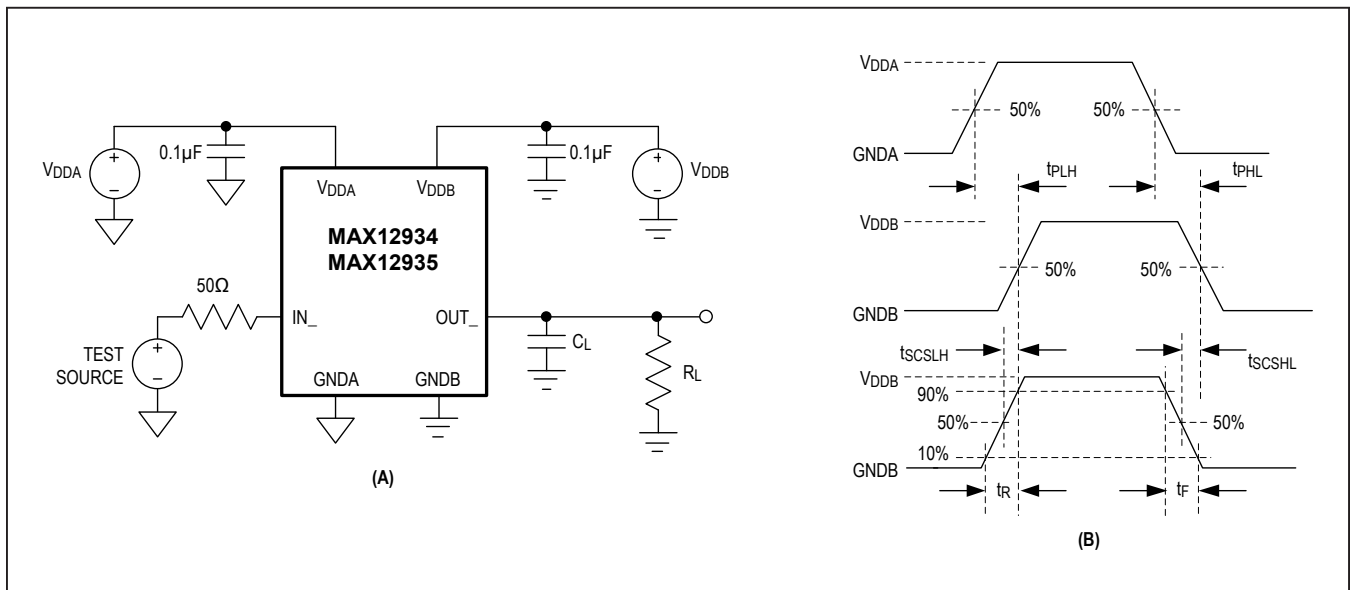 VDDA
0.1µF
VDDA
VDDB
0.1µF
VDDB
MAX12934
MAX12935
50Ω
IN_
OUT_
TEST
SOURCE
GNDA
GNDB
CL
RL
(A)
VDDA
50%
50%
GNDA
tPLH
tPHL
VDDB
50%
50%
GNDB
tSCSLH
tSCSHL
VDDB
90%
50%
50%
10%
GNDB
tR
tF
(B)